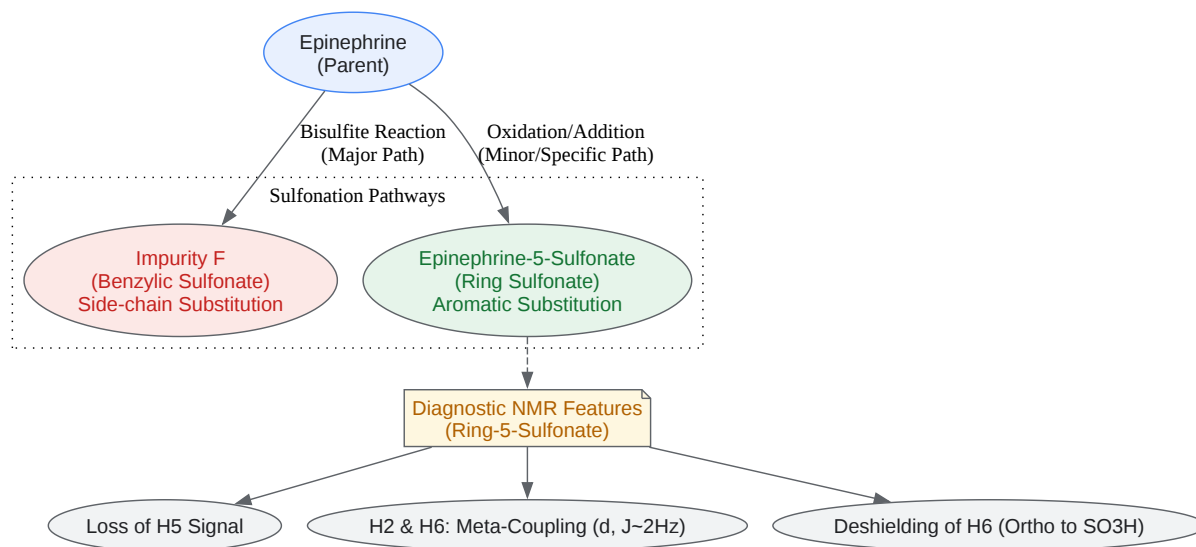 Epinephrine
(Parent)
Bisulfite Reaction
(Major Path)
Oxidation/Addition
(Minor/Specific Path)
Sulfonation Pathways
Impurity F
(Benzylic Sulfonate)
Side-chain Substitution
Epinephrine-5-Sulfonate
(Ring Sulfonate)
Aromatic Substitution
Diagnostic NMR Features
(Ring-5-Sulfonate)
Loss of H5 Signal
H2 & H6: Meta-Coupling (d, J~2Hz)
Deshielding of H6 (Ortho to SO3H)